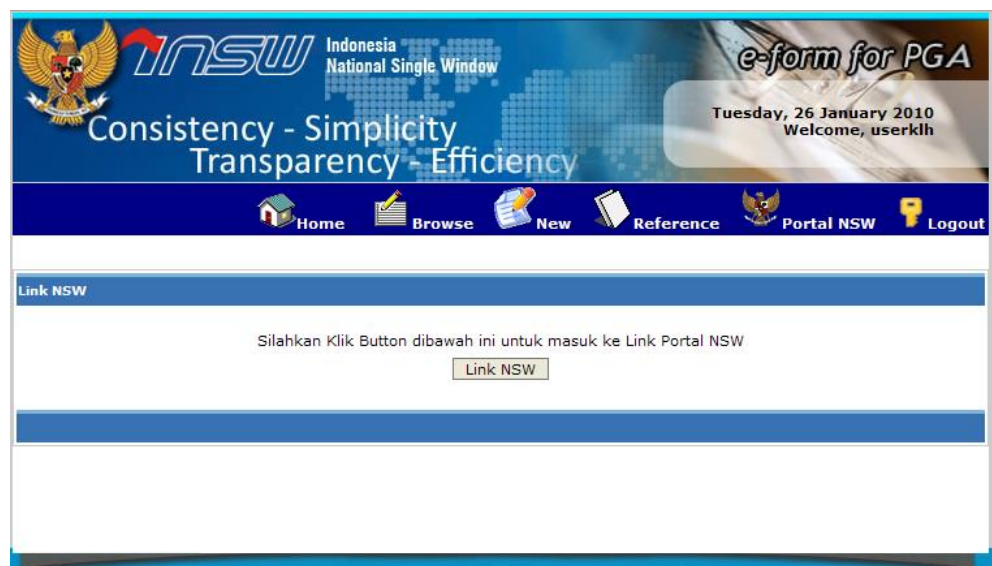 INSW
Indonesia
National Single Window
e-form for PGA
Tuesday, 26 January 2010
Welcome, userklh
Consistency - Simplicity
Transparency - Efficiency
Home Browse New Reference Portal NSW Logout
Link NSW
Silahkan Klik Button dibawah ini untuk masuk ke Link Portal NSW
Link NSW